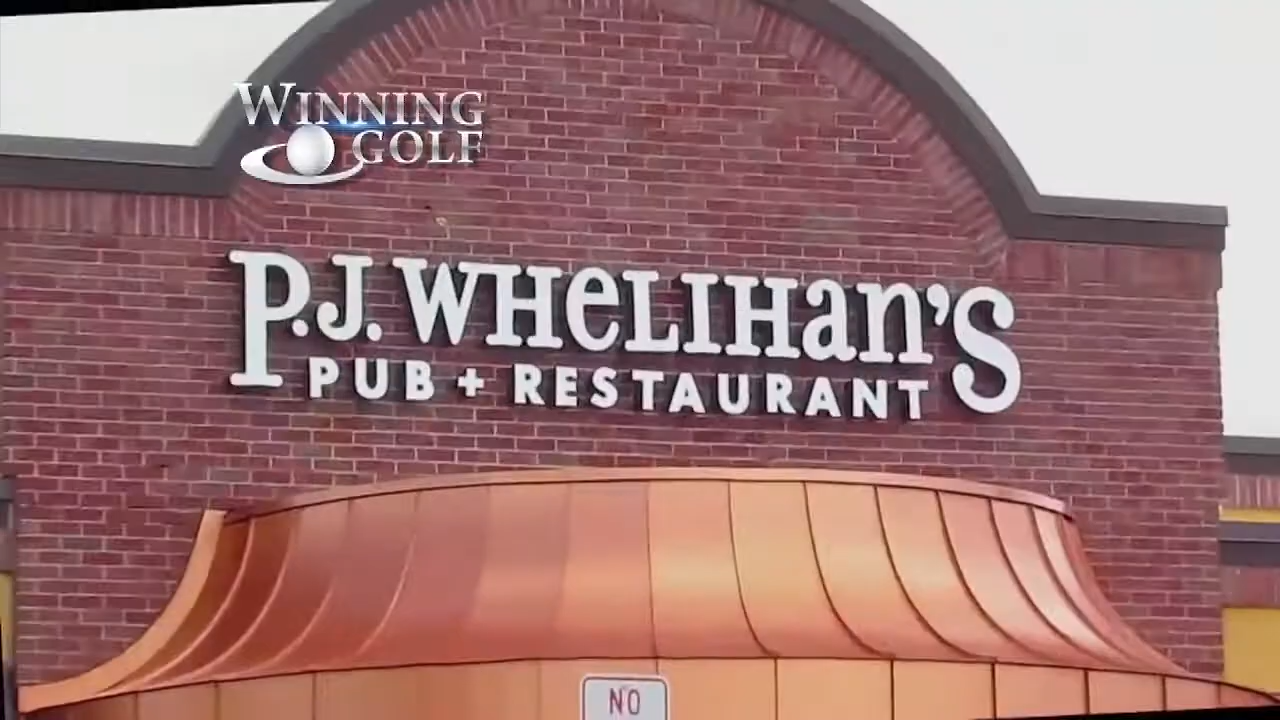 WINNING
GOLF
P.J. WHELIHAN'S
PUB + RESTAURANT
NO